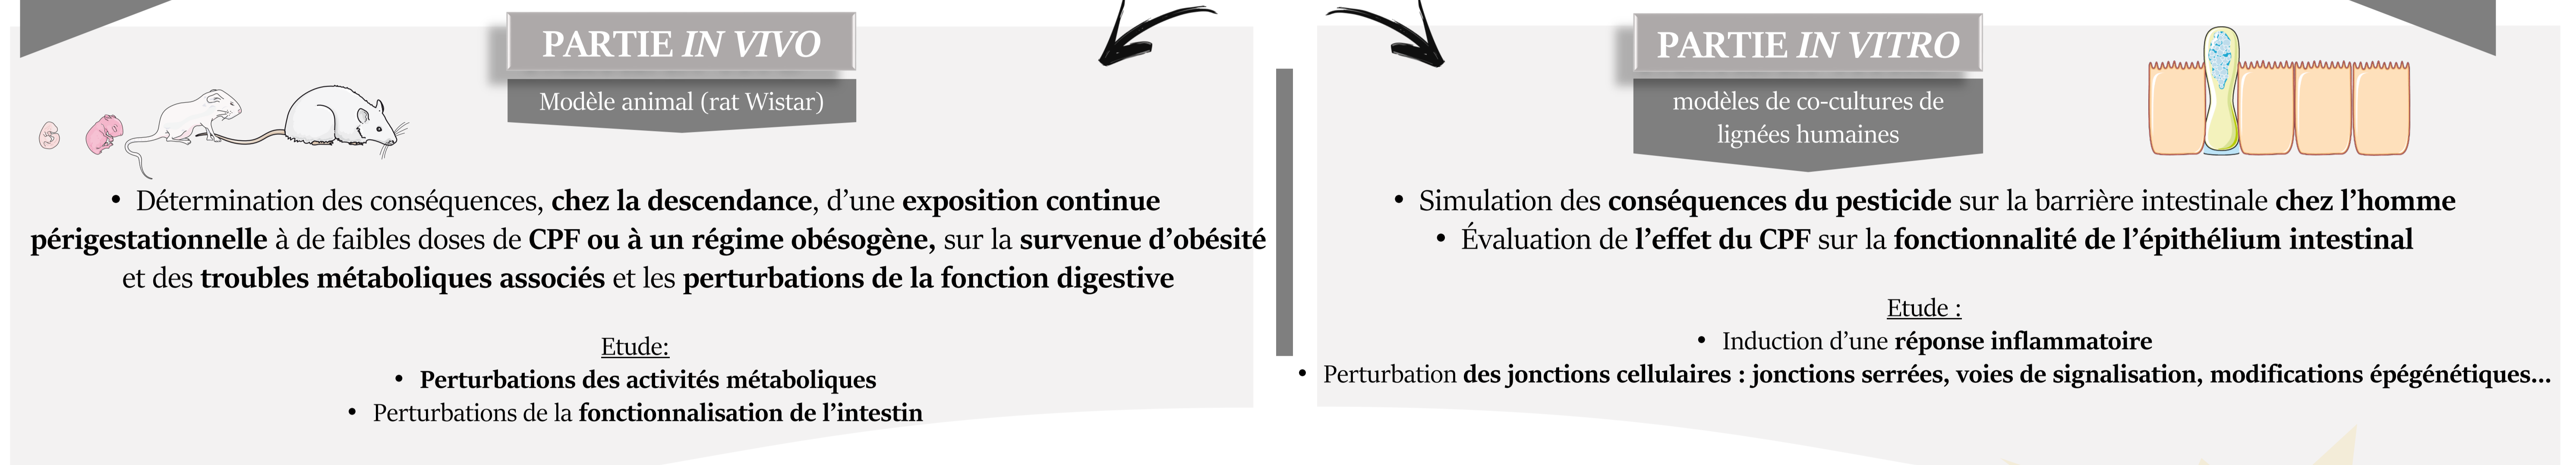 PARTIE IN VIVO
Modèle animal (rat Wistar)
• Détermination des conséquences, chez la descendance, d’une exposition continue
périgestationnelle à de faibles doses de CPF ou à un régime obésogène, sur la survenue d’obésité
et des troubles métaboliques associés et les perturbations de la fonction digestive
Etude:
• Perturbations des activités métaboliques
• Perturbations de la fonctionnalisation de l’intestin
PARTIE IN VITRO
modèles de co-cultures de
lignées humaines
• Simulation des conséquences du pesticide sur la barrière intestinale chez l’homme
• Évaluation de l’effet du CPF sur la fonctionnalité de l’épithélium intestinal
Etude :
• Induction d’une réponse inflammatoire
• Perturbation des jonctions cellulaires : jonctions serrées, voies de signalisation, modifications épégénétiques...